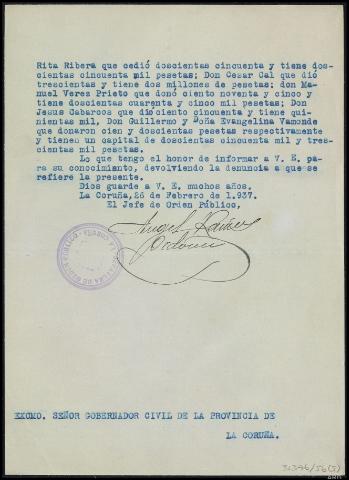 Rita Ribera que cedió doscientas cincuenta y tiene dos-
cientas cincuenta mil pesetas; Don Cesar Cal que dió
trescientas y tiene dos millones de pesetas; don Ma-
nuel Verez Prieto que donó ciento noventa y cinco y
tiene doscientas cuarenta y cinco mil pesetas; Don
Jesus Cabarcos que dió ciento cincuenta y tiene qui-
nientas mil, Don Guillermo y Doña Evangelina Vamonde
que donaron cien y doscientas pesetas respectivamente
y tienen un capital de doscientas cincuenta mil y tres-
cientas mil pesetas.
Lo que tengo el honor de informar a V. E. pa-
ra su conocimiento, devolviendo la denuncia a que se
refiere la presente.
Dios guarde a V. E. muchos años.
La Coruña, 26 de Febrero de 1.937.
El Jefe de Orden Público,
Angel
EXCMO. SEÑOR GOBERNADOR CIVIL DE LA PROVINCIA DE
LA CORUÑA.